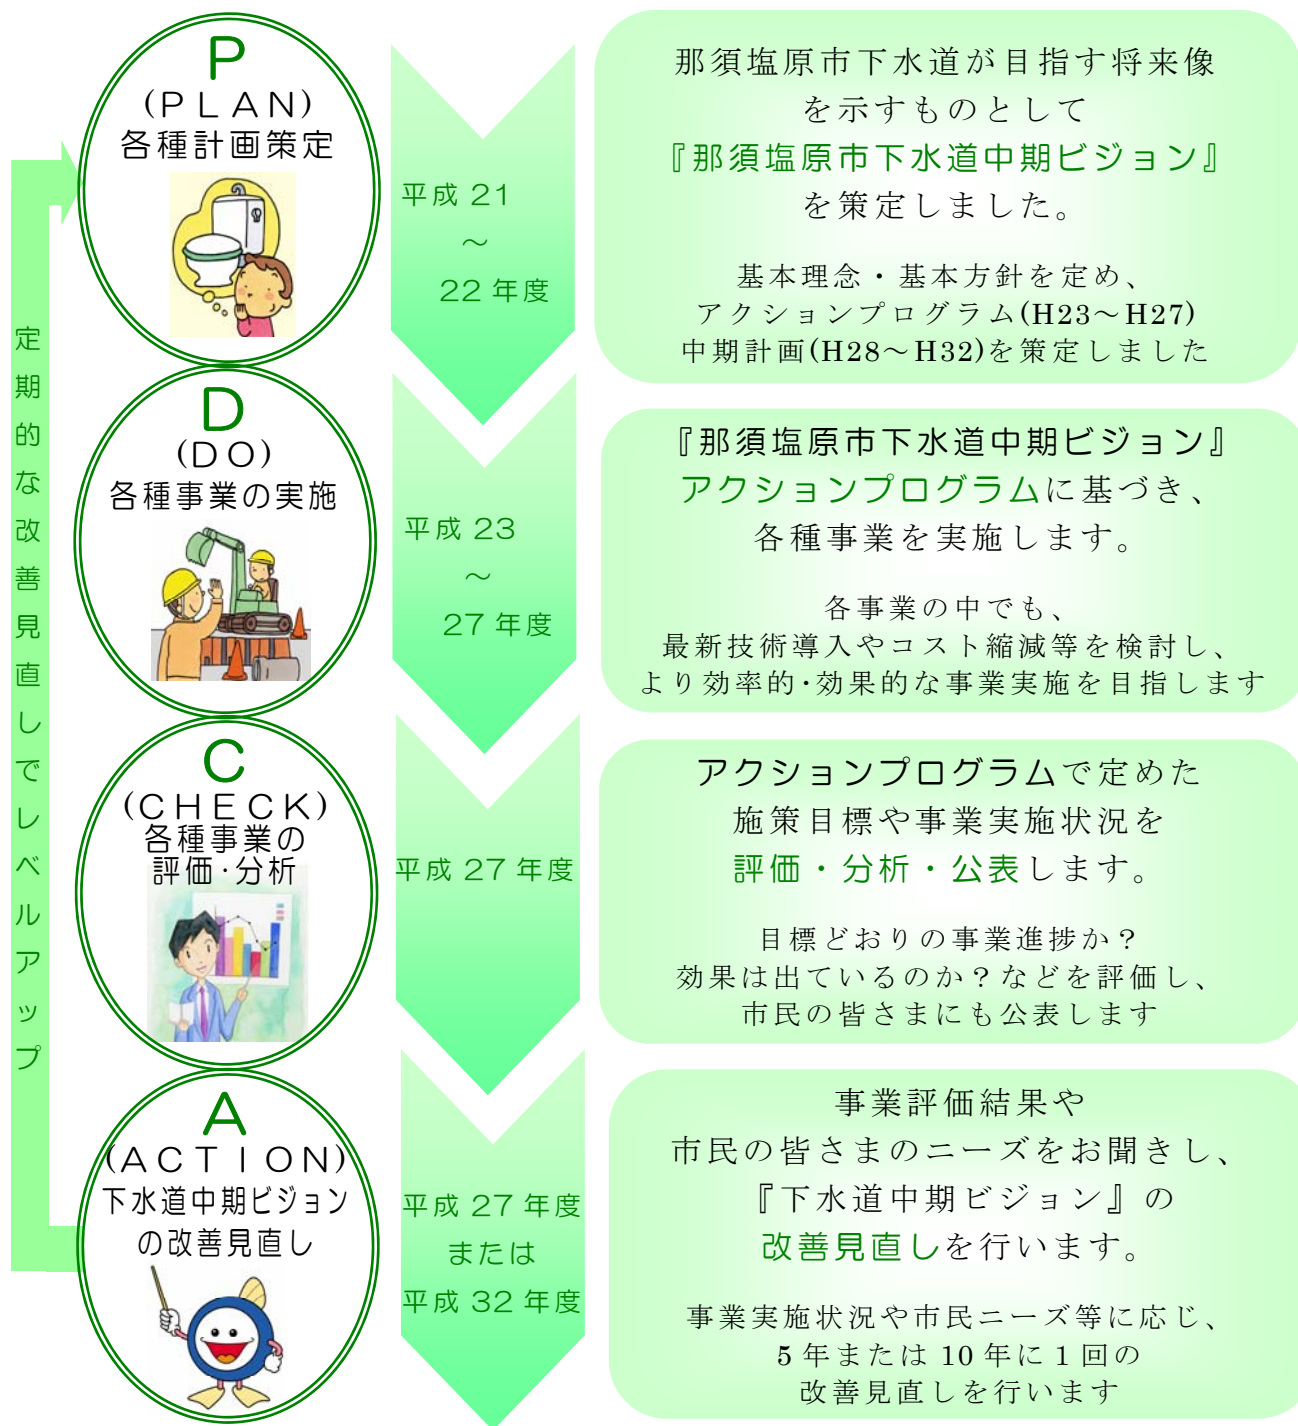 P
(PLAN)
各種計画策定
平成 21
～
22 年度
那須塩原市下水道が目指す将来像
を示すものとして
『那須塩原市下水道中期ビジョン』
を策定しました。
基本理念・基本方針を定め、
アクションプログラム(H23～H27)
中期計画(H28～H32)を策定しました
D
(DO)
各種事業の実施
平成 23
～
27 年度
『那須塩原市下水道中期ビジョン』
アクションプログラムに基づき、
各種事業を実施します。
各事業の中でも、
最新技術導入やコスト縮減等を検討し、
より効率的･効果的な事業実施を目指します
C
(CHECK)
各種事業の
評価･分析
平成 27 年度
アクションプログラムで定めた
施策目標や事業実施状況を
評価・分析・公表します。
目標どおりの事業進捗か？
効果は出ているのか？などを評価し、
市民の皆さまにも公表します
A
(ACTION)
下水道中期ビジョン
の改善見直し
平成 27 年度
または
平成 32 年度
事業評価結果や
市民の皆さまのニーズをお聞きし、
『下水道中期ビジョン』の
改善見直しを行います。
事業実施状況や市民ニーズ等に応じ、
5 年または 10 年に 1 回の
改善見直しを行います
定期的な改善見直しでレベルアップ